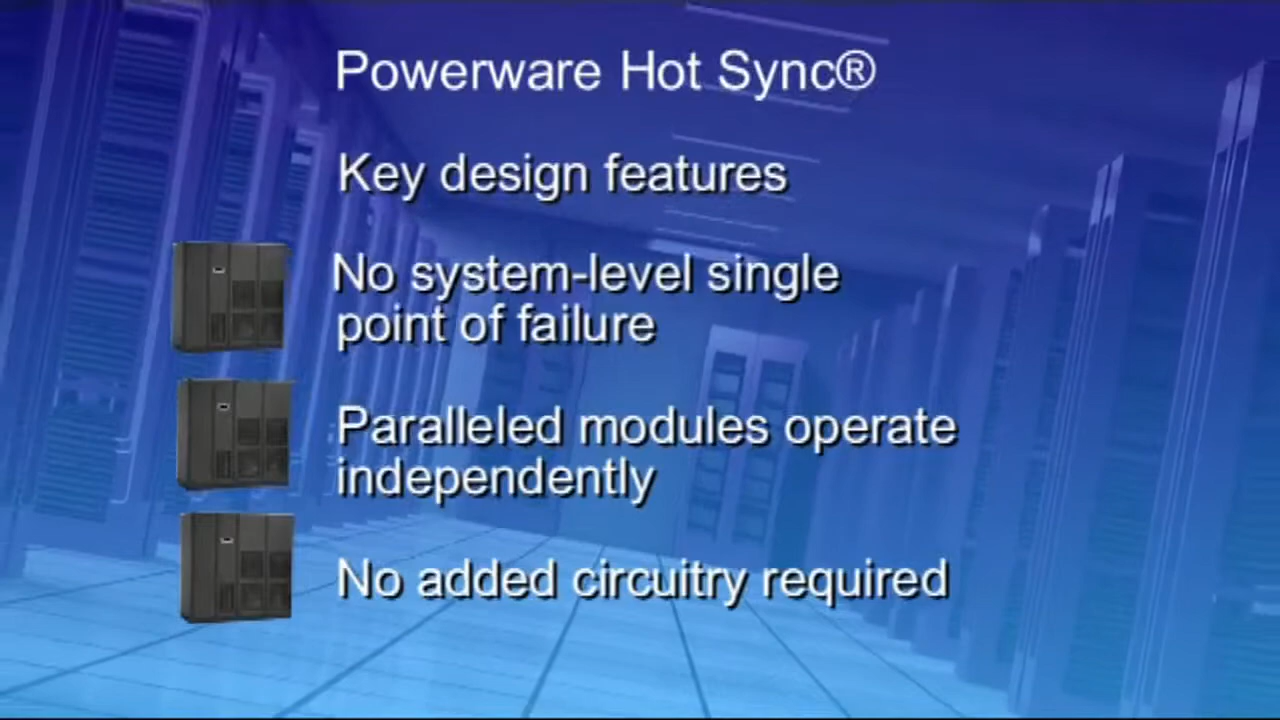 Powerware Hot Sync®
Key design features
No system-level single
point of failure
Paralleled modules operate
independently
No added circuitry required